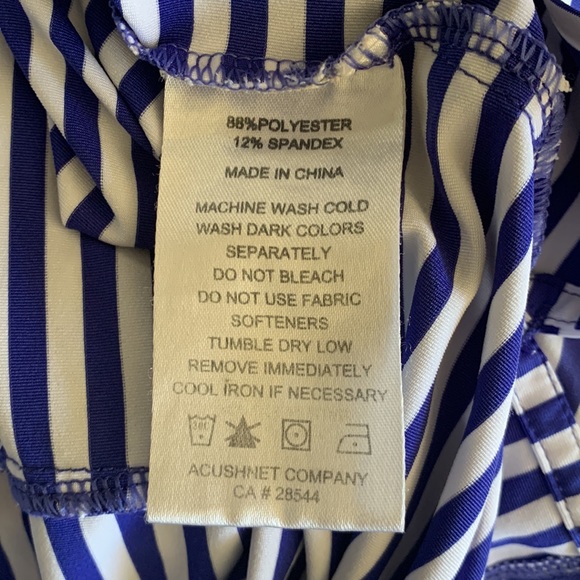 88%POLYESTER
12% SPANDEX
MADE IN CHINA
MACHINE WASH COLD
WASH DARK COLORS
SEPARATELY
DO NOT BLEACH
DO NOT USE FABRIC
SOFTENERS
TUMBLE DRY LOW
REMOVE IMMEDIATELY
COOL IRON IF NECESSARY
ACUSHNET COMPANY
CA # 28544